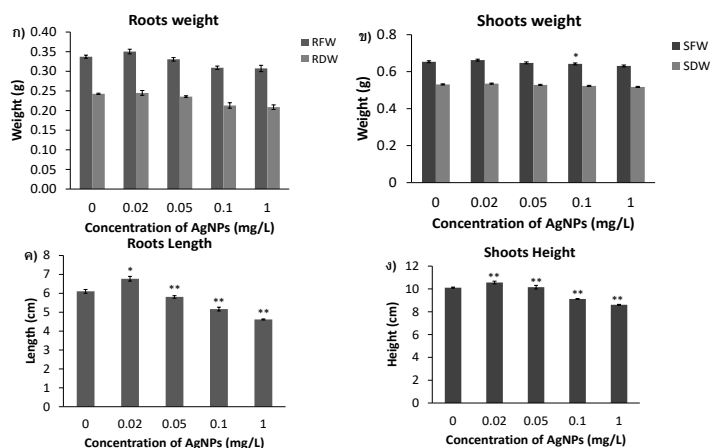 ก)
Roots weight
0.40
0.35
0.30
0.25
0.20
0.15
0.10
0.05
0.00
Weight (g)
RFW
RDW
0 0.02 0.05 0.1 1
Concentration of AgNPs (mg/L)
ข)
Shoots weight
0.8
0.6
0.4
0.2
0.0
Weight (g)
*
SFW
SDW
0 0.02 0.05 0.1 1
Concentration of AgNPs (mg/L)
ค)
Roots Length
8
7
6
5
4
3
2
1
0
Length (cm)
* ** ** **
0 0.02 0.05 0.1 1
Concentration of AgNPs (mg/L)
ง)
Shoots Height
12
10
8
6
4
2
0
Height (cm)
** ** ** **
0 0.02 0.05 0.1 1
Concentration of AgNPs (mg/L)